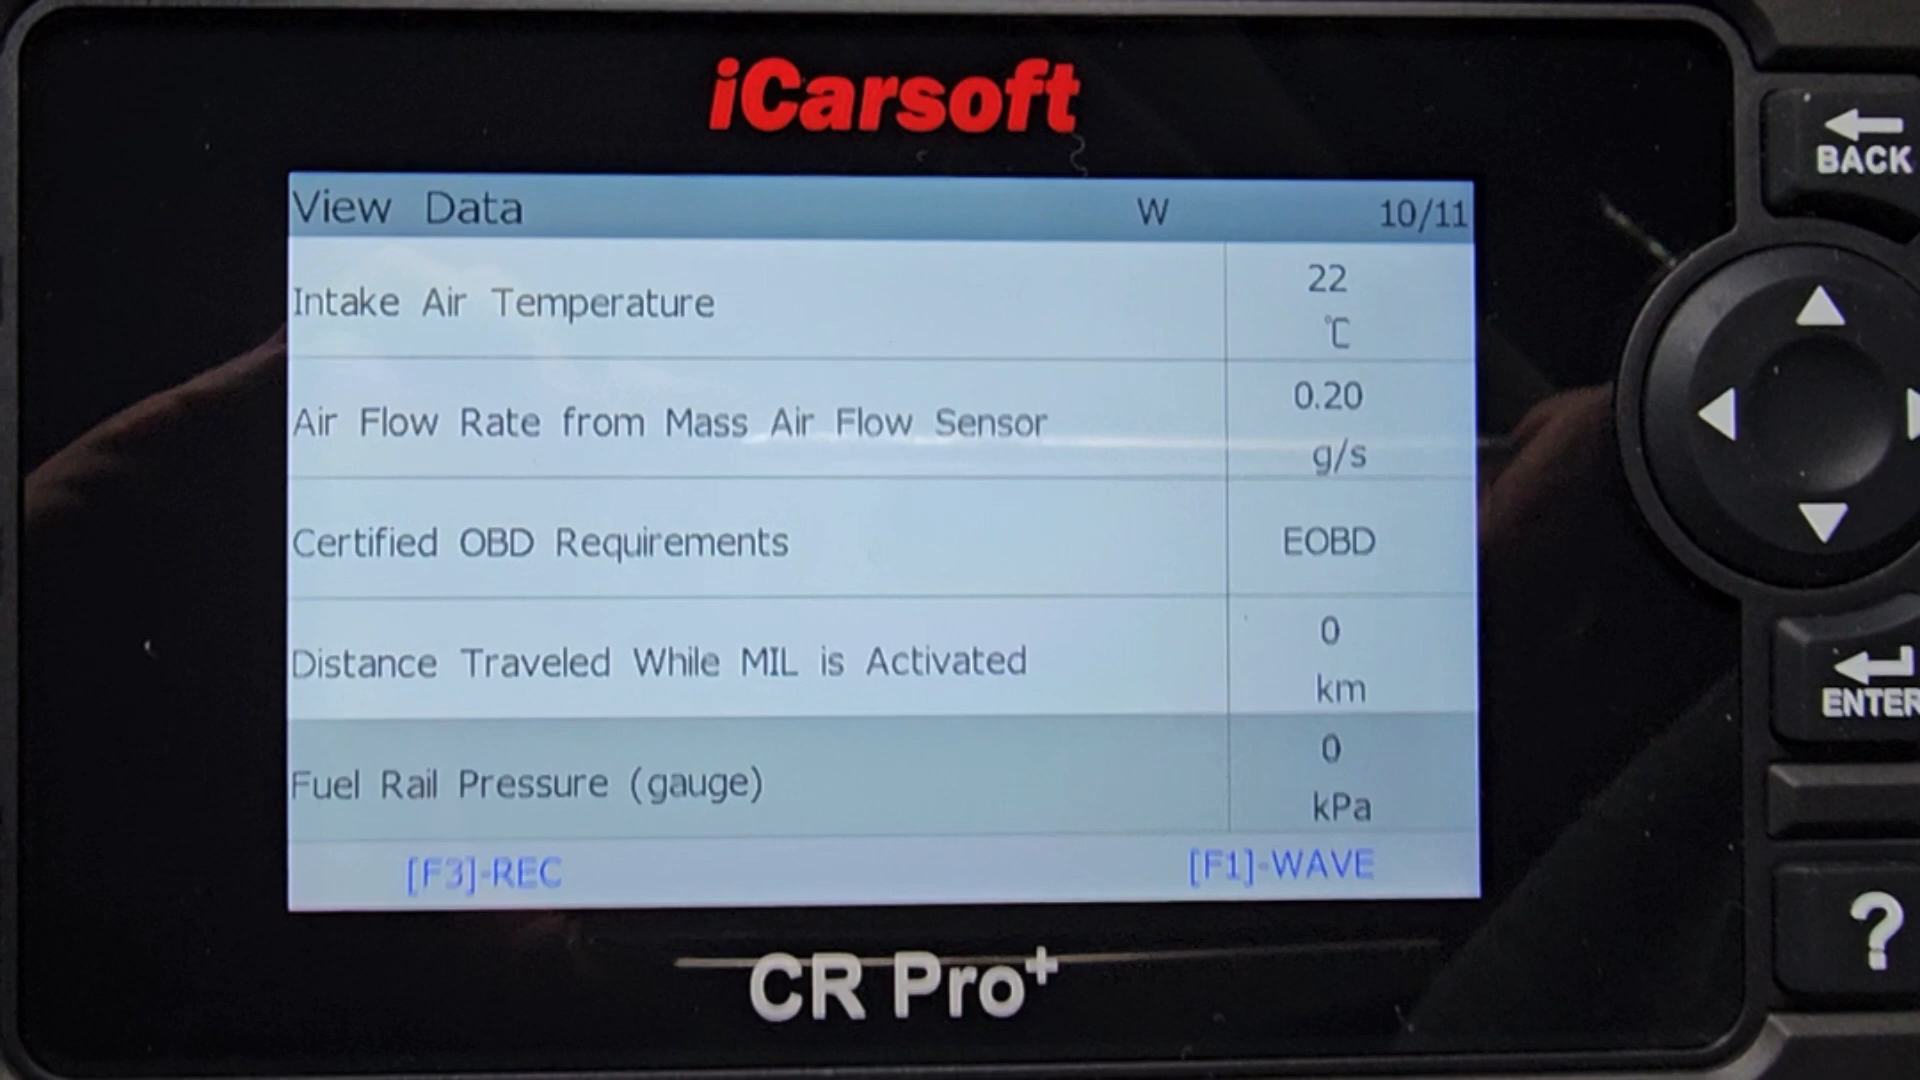 iCarsoft
View Data W 10/11
Intake Air Temperature 22 ℃
Air Flow Rate from Mass Air Flow Sensor 0.20 g/s
Certified OBD Requirements EOBD
Distance Traveled While MIL is Activated 0 km
Fuel Rail Pressure (gauge) 0 kPa
[F3]-REC [F1]-WAVE
CR Pro+
BACK
ENTER
?